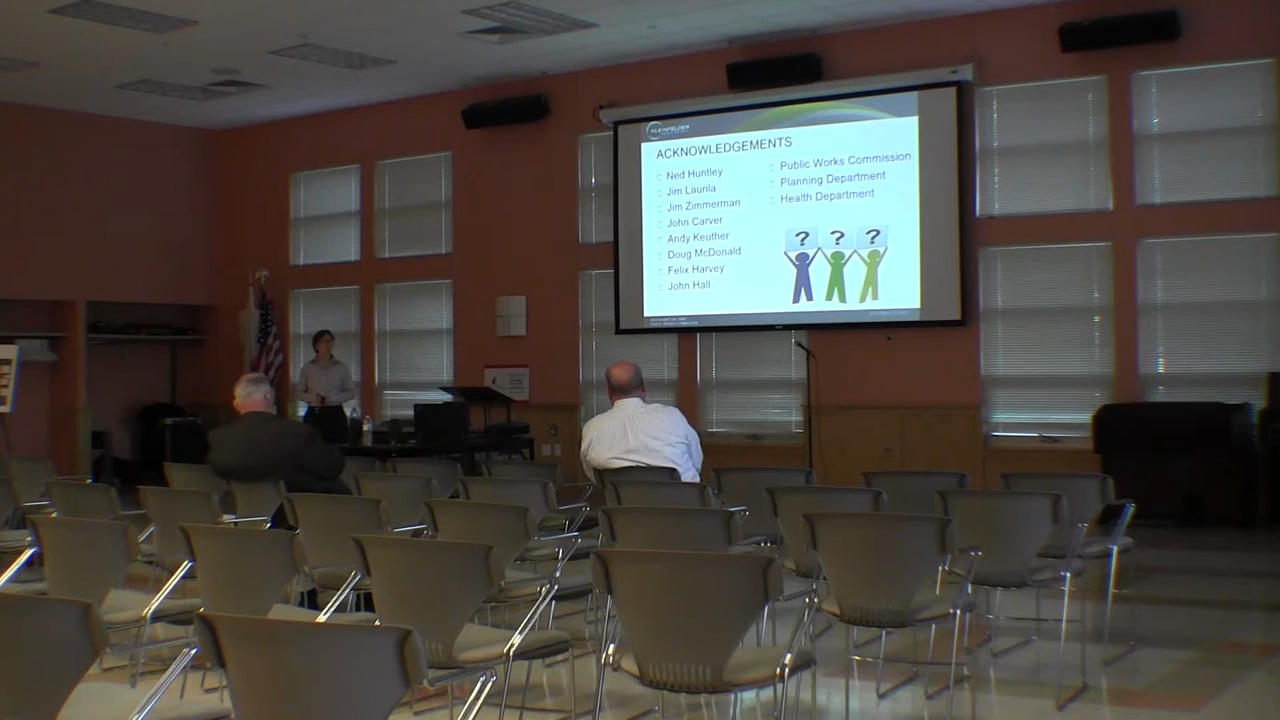 KLEINFELDER
ACKNOWLEDGEMENTS
Ned Huntley
Jim Laurila
Jim Zimmerman
John Carver
Andy Keuther
Doug McDonald
Felix Harvey
John Hall
Public Works Commission
Planning Department
Health Department
? ? ?